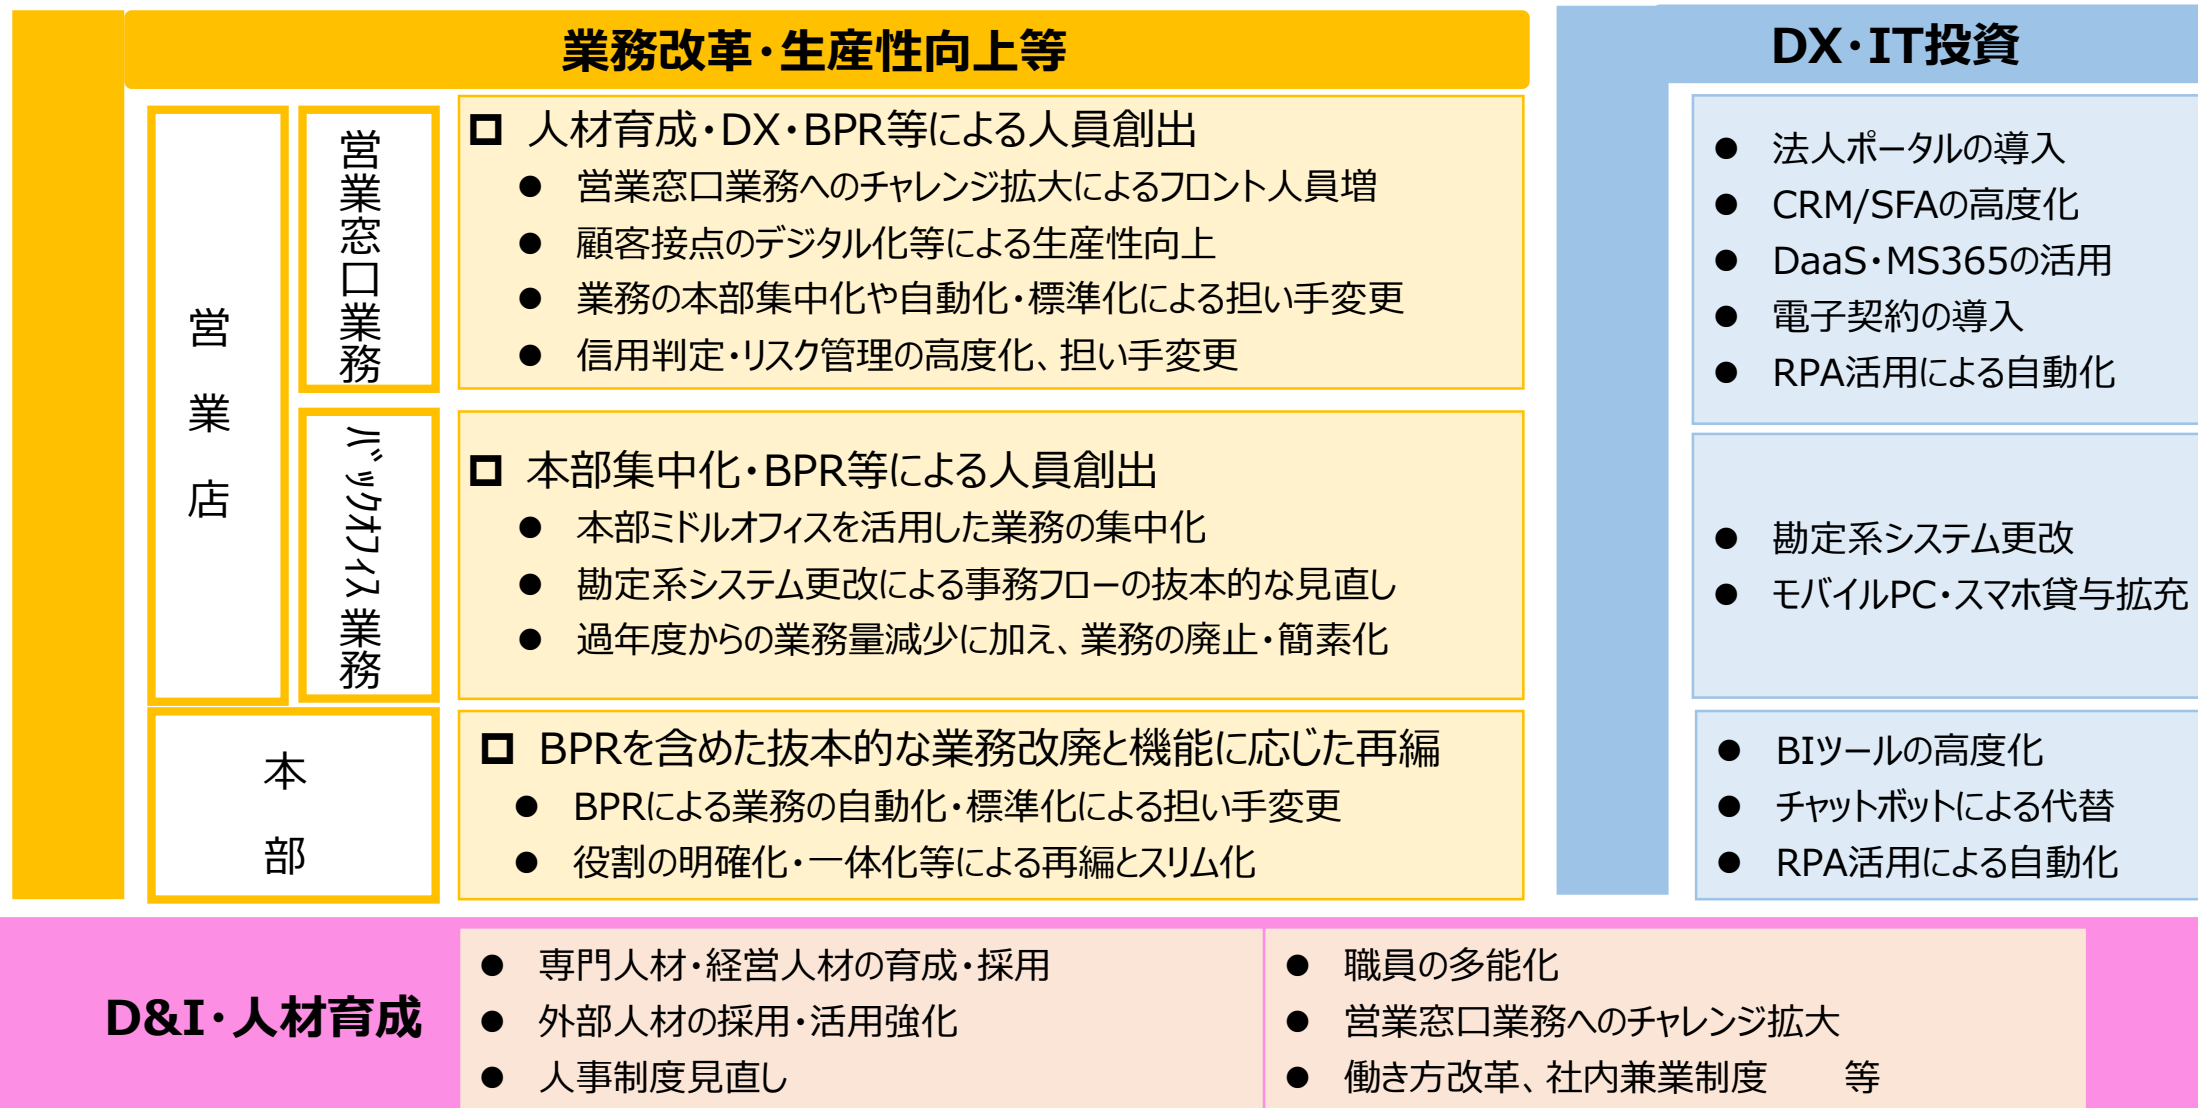 業務改革・生産性向上等
営業店
営業窓口業務
□ 人材育成・DX・BPR等による人員創出
● 営業窓口業務へのチャレンジ拡大によるフロント人員増
● 顧客接点のデジタル化等による生産性向上
● 業務の本部集中化や自動化・標準化による担い手変更
● 信用判定・リスク管理の高度化、担い手変更
バックオフィス業務
□ 本部集中化・BPR等による人員創出
● 本部ミドルオフィスを活用した業務の集中化
● 勘定系システム更改による事務フローの抜本的な見直し
● 過年度からの業務量減少に加え、業務の廃止・簡素化
本部
□ BPRを含めた抜本的な業務改廃と機能に応じた再編
● BPRによる業務の自動化・標準化による担い手変更
● 役割の明確化・一体化等による再編とスリム化
DX・IT投資
● 法人ポータルの導入
● CRM/SFAの高度化
● DaaS・MS365の活用
● 電子契約の導入
● RPA活用による自動化
● 勘定系システム更改
● モバイルPC・スマホ貸与拡充
● BIツールの高度化
● チャットボットによる代替
● RPA活用による自動化
D&I・人材育成
● 専門人材・経営人材の育成・採用
● 外部人材の採用・活用強化
● 人事制度見直し
● 職員の多能化
● 営業窓口業務へのチャレンジ拡大
● 働き方改革、社内兼業制度　　等